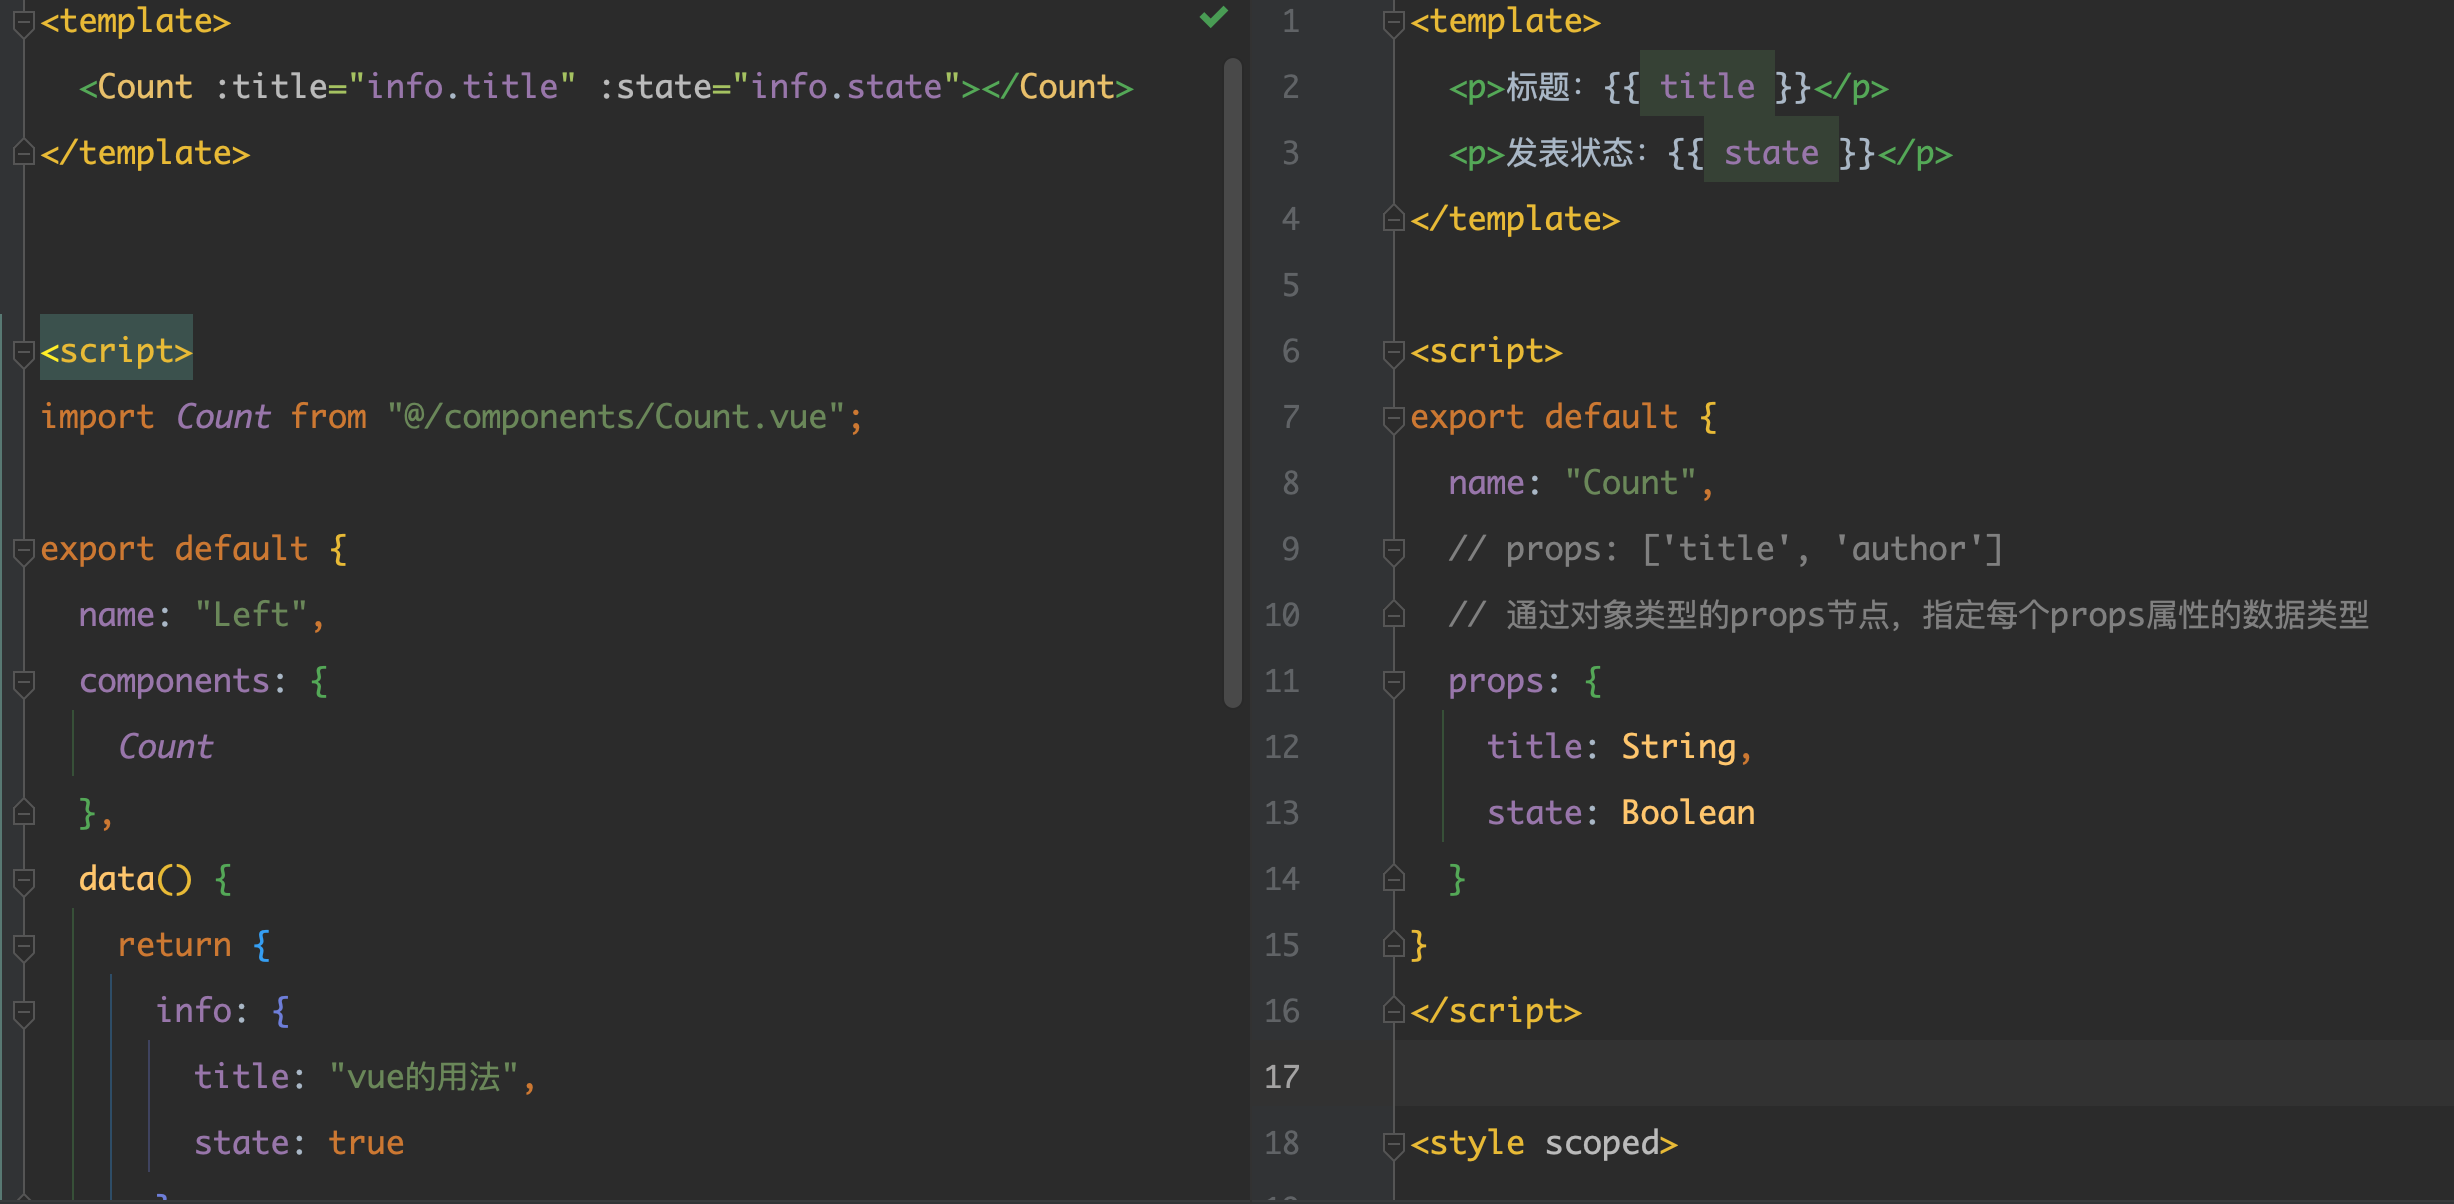 <template>
  <Count :title="info.title" :state="info.state"></Count>
</template>
<script>
import Count from "@/components/Count.vue";
export default {
  name: "Left",
  components: {
    Count
  },
  data() {
    return {
      info: {
        title: "vue的用法",
        state: true
      }
1 <template>
2   <p>标题：{{ title }}</p>
3   <p>发表状态：{{ state }}</p>
4 </template>
5
6 <script>
7 export default {
8   name: "Count",
9   // props: ['title', 'author']
10   // 通过对象类型的props节点，指定每个props属性的数据类型
11   props: {
12     title: String,
13     state: Boolean
14   }
15 }
16 </script>
17
18 <style scoped>